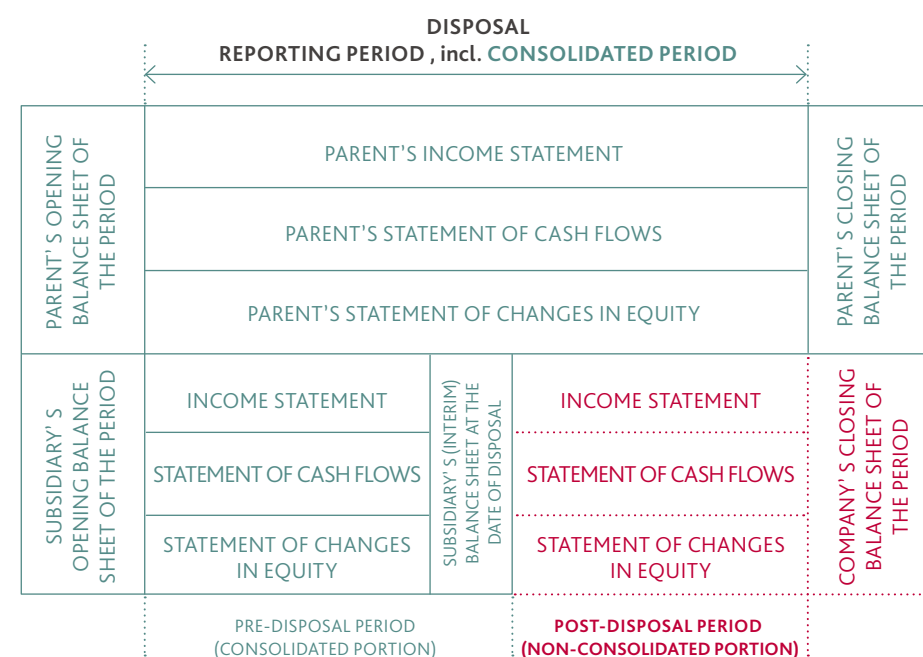 DISPOSAL
REPORTING PERIOD , incl. CONSOLIDATED PERIOD
PARENT' S OPENING
BALANCE SHEET OF
THE PERIOD
PARENT'S INCOME STATEMENT
PARENT'S STATEMENT OF CASH FLOWS
PARENT'S STATEMENT OF CHANGES IN EQUITY
PARENT' S CLOSING
BALANCE SHEET OF
THE PERIOD
SUBSIDIARY' S
OPENING BALANCE
SHEET OF THE PERIOD
INCOME STATEMENT
STATEMENT OF CASH FLOWS
STATEMENT OF CHANGES
IN EQUITY
SUBSIDIARY' S (INTERIM)
BALANCE SHEET AT THE
DATE OF DISPOSAL
INCOME STATEMENT
STATEMENT OF CASH FLOWS
STATEMENT OF CHANGES
IN EQUITY
COMPANY' S CLOSING
BALANCE SHEET OF
THE PERIOD
PRE-DISPOSAL PERIOD
(CONSOLIDATED PORTION)
POST-DISPOSAL PERIOD
(NON-CONSOLIDATED PORTION)